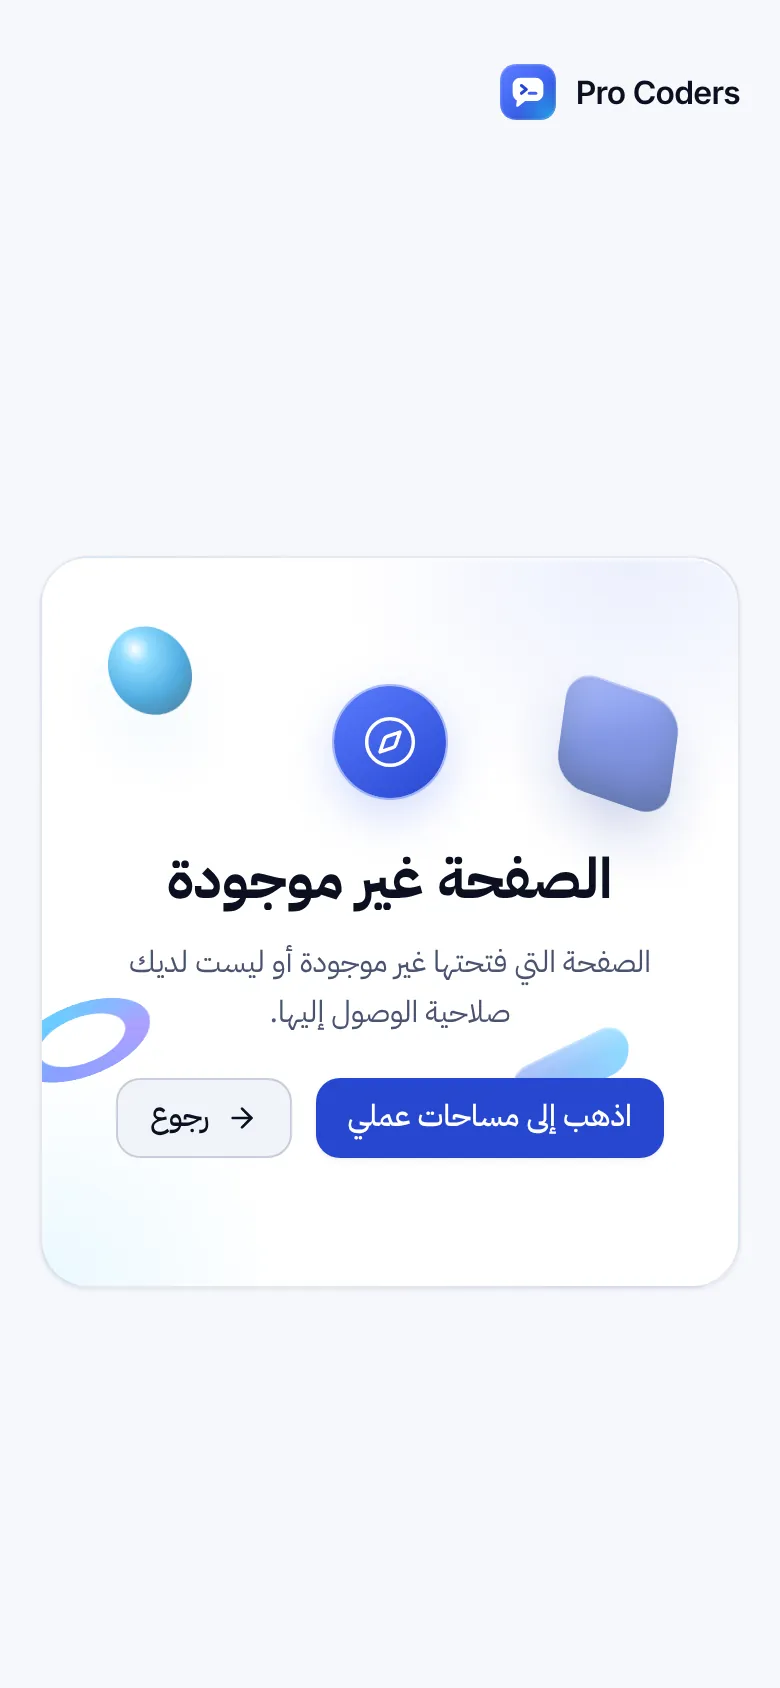 Pro Coders
الصفحة غير موجودة
الصفحة التي فتحتها غير موجودة أو ليست لديك
صلاحية الوصول إليها.
اذهب إلى مساحات عملي
رجوع